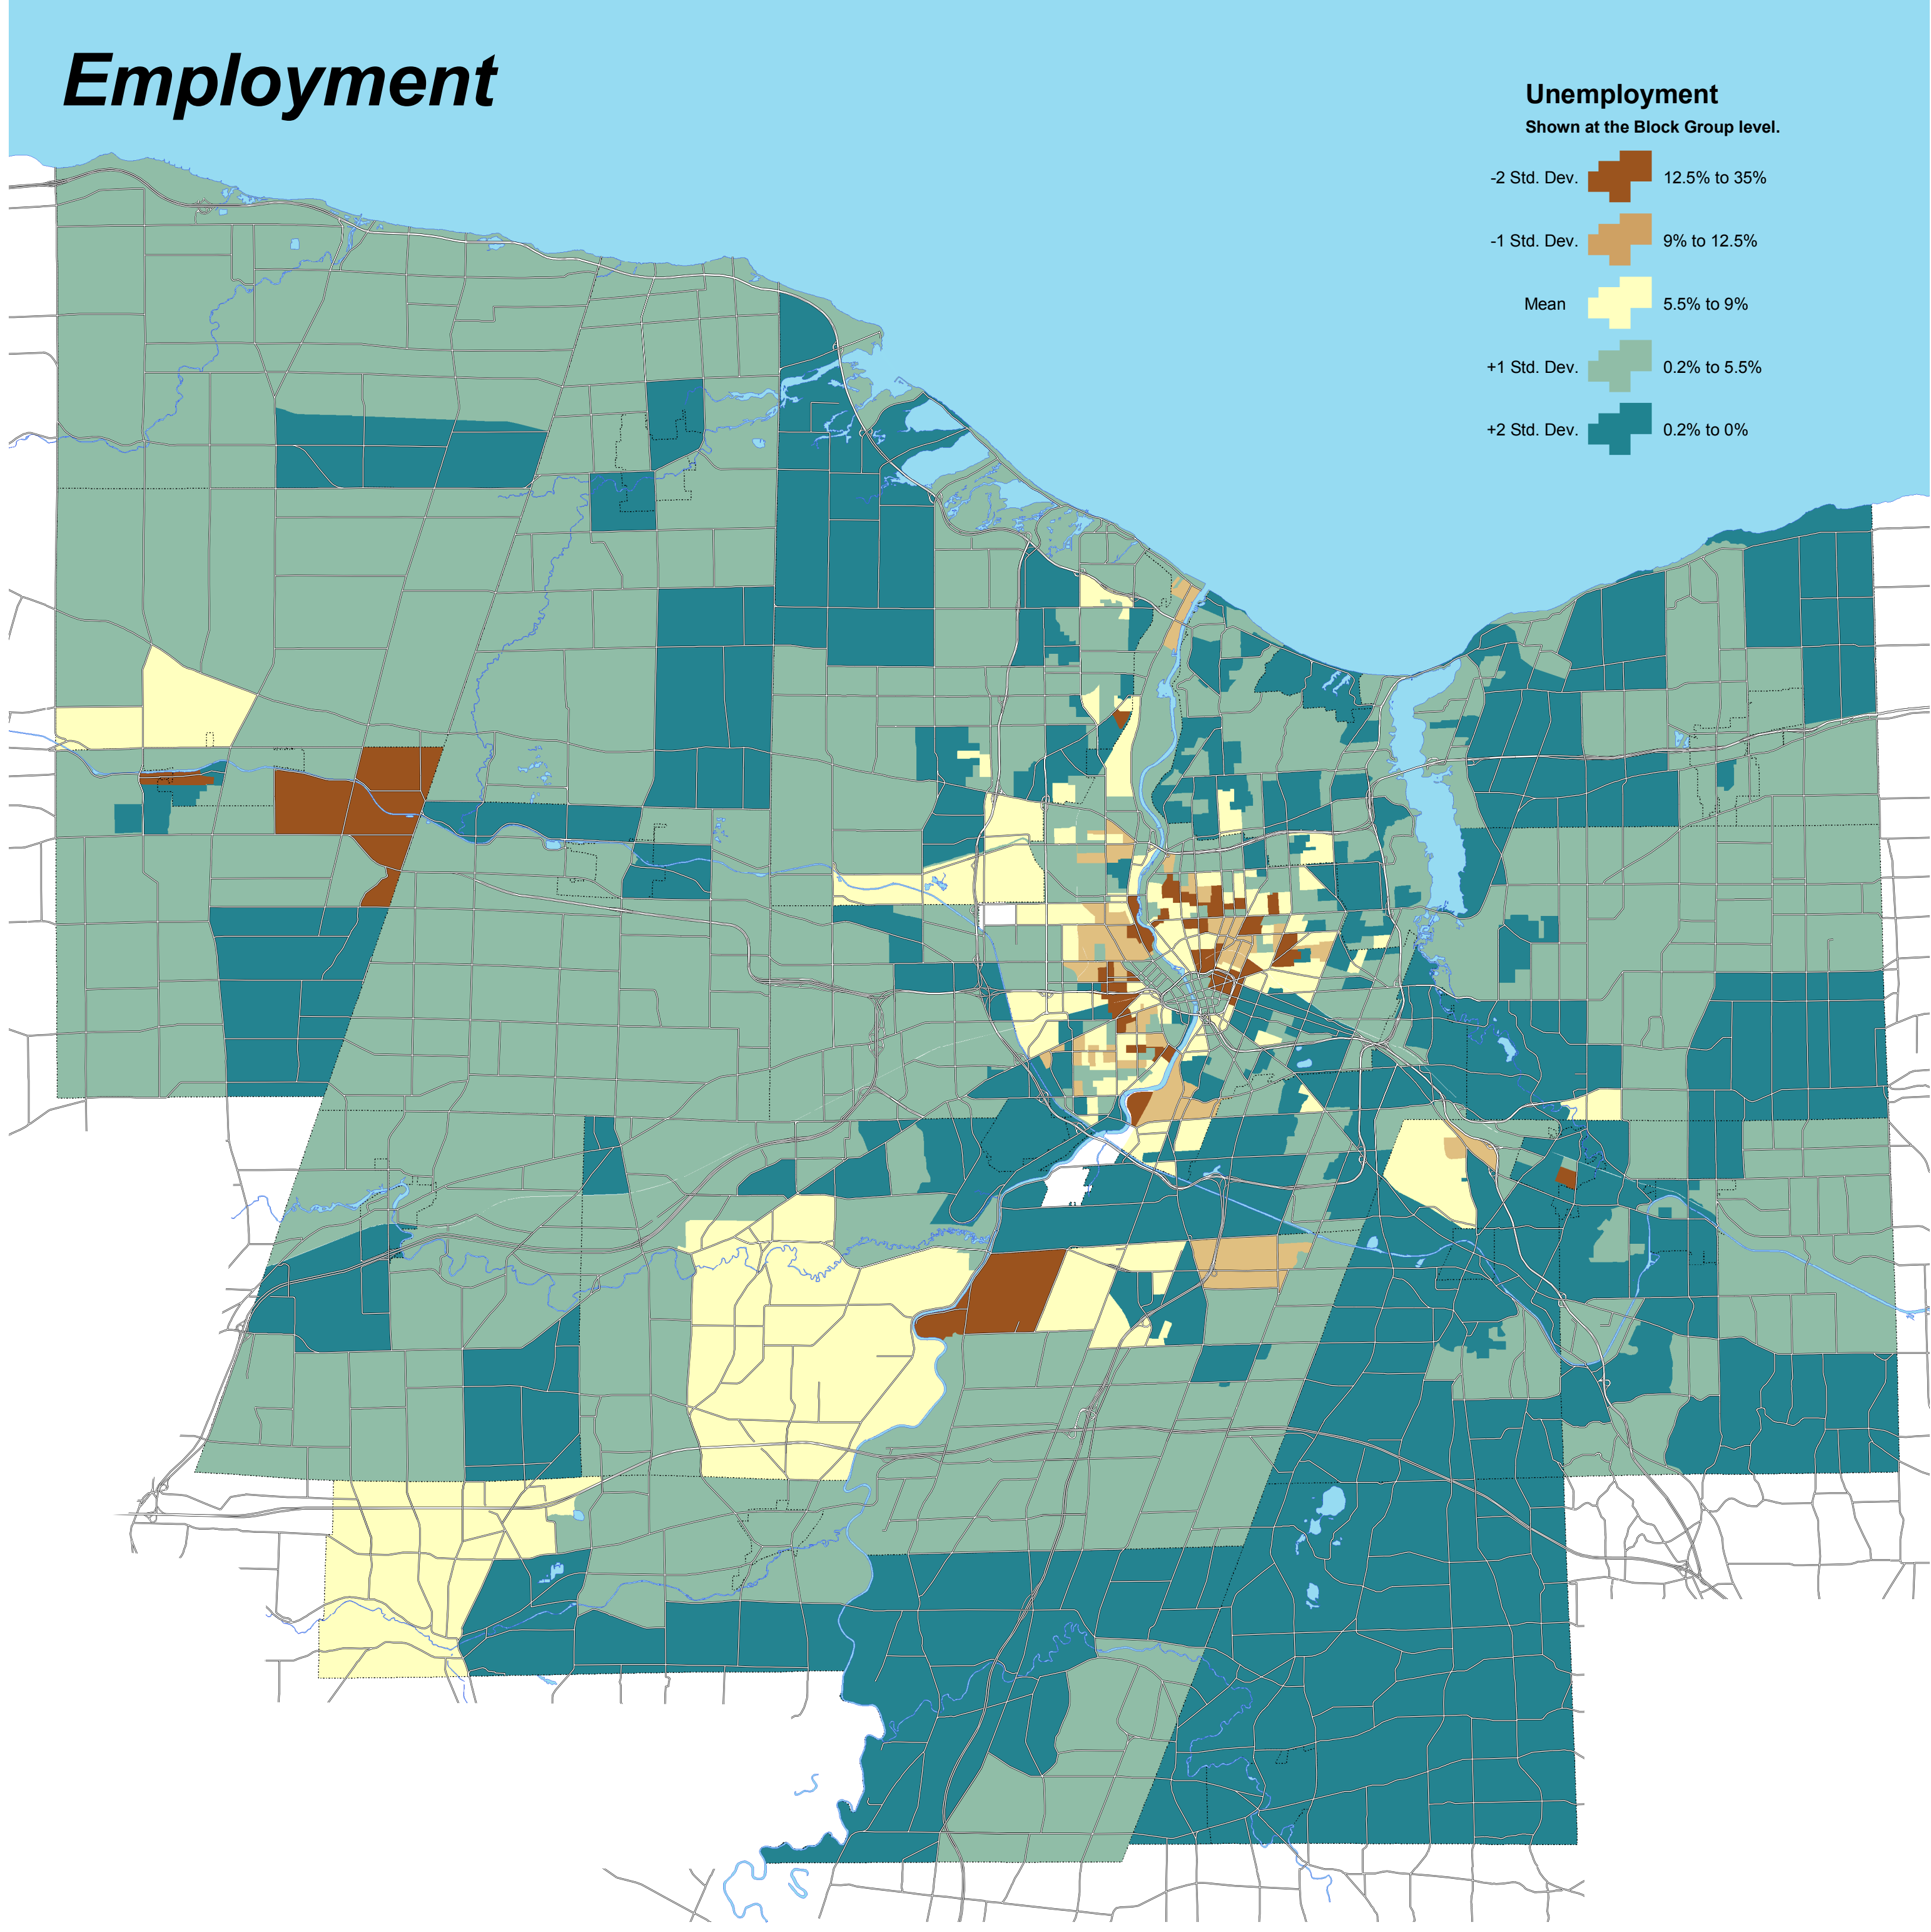 Employment
Unemployment
Shown at the Block Group level.
-2 Std. Dev. 12.5% to 35%
-1 Std. Dev. 9% to 12.5%
Mean 5.5% to 9%
+1 Std. Dev. 0.2% to 5.5%
+2 Std. Dev. 0.2% to 0%